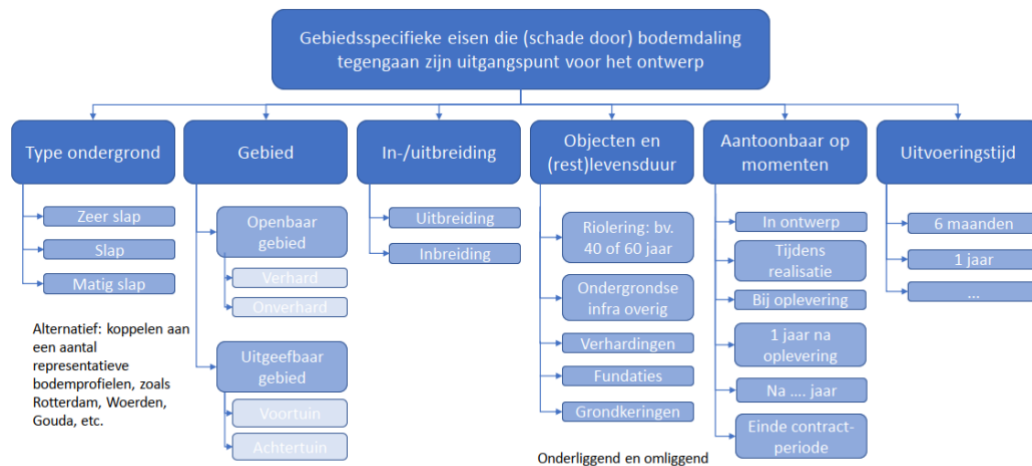 Gebiedsspecifieke eisen die (schade door) bodemdaling
tegengaan zijn uitgangspunt voor het ontwerp
Type ondergrond
Zeer slap
Slap
Matig slap
Alternatief: koppelen aan
een aantal
representatieve
bodemprofielen, zoals
Rotterdam, Woerden,
Gouda, etc.
Gebied
Openbaar
gebied
Verhard
Onverhard
Uitgeefbaar
gebied
Voortuin
Achtertuin
In-/uitbreiding
Uitbreiding
Inbreiding
Objecten en
(rest)levensduur
Riolering: bv.
40 of 60 jaar
Ondergrondse
infra overig
Verhardingen
Fundaties
Grondkeringen
Onderliggend en omliggend
Aantoonbaar op
momenten
In ontwerp
Tijdens
realisatie
Bij oplevering
1 jaar na
oplevering
Na .... jaar
Einde contract-
periode
Uitvoeringstijd
6 maanden
1 jaar
...